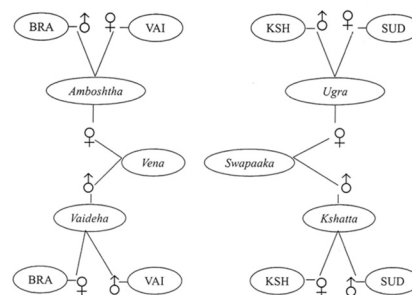 BRA ♂ ♀ VAI
KSH ♂ ♀ SUD
Amboshtha
Ugra
♀
♀
Vena
Swapaaka
♂
♂
Vaideha
Kshatta
BRA ♀ ♂ VAI
KSH ♀ ♂ SUD